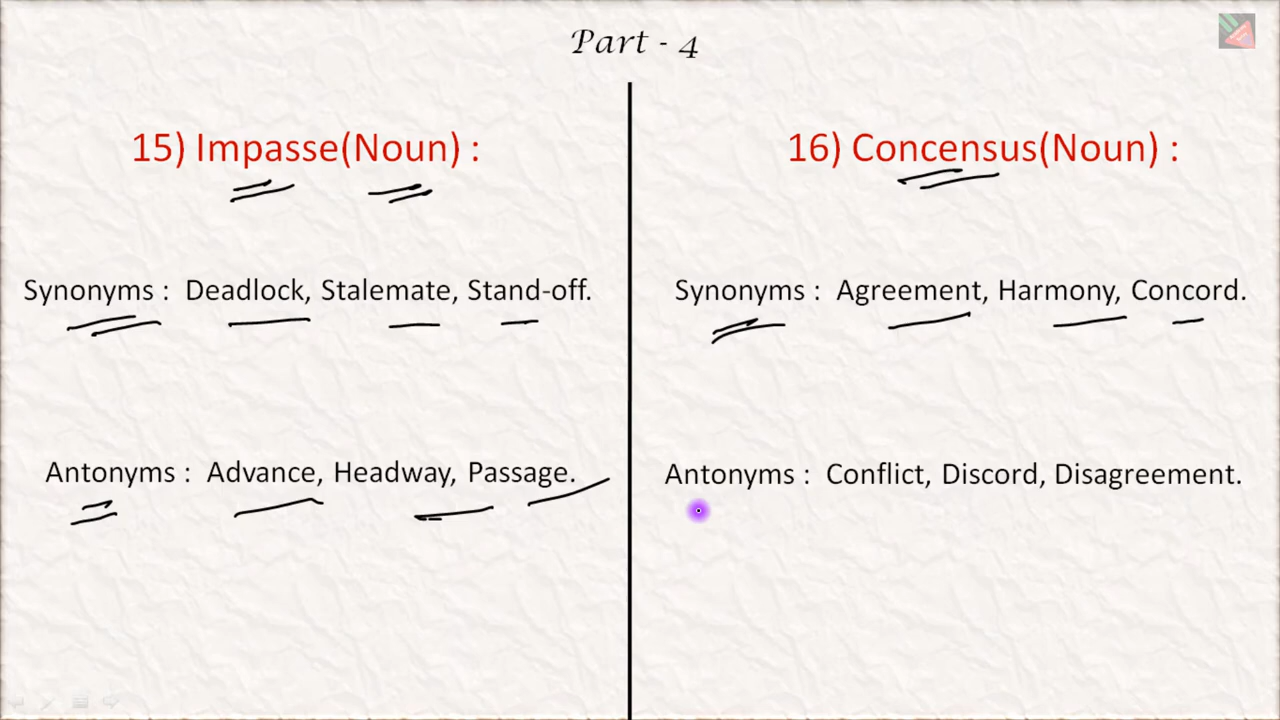 Part - 4
15) Impasse(Noun) :
Synonyms : Deadlock, Stalemate, Stand-off.
Antonyms : Advance, Headway, Passage.
16) Concensus(Noun) :
Synonyms : Agreement, Harmony, Concord.
Antonyms : Conflict, Discord, Disagreement.